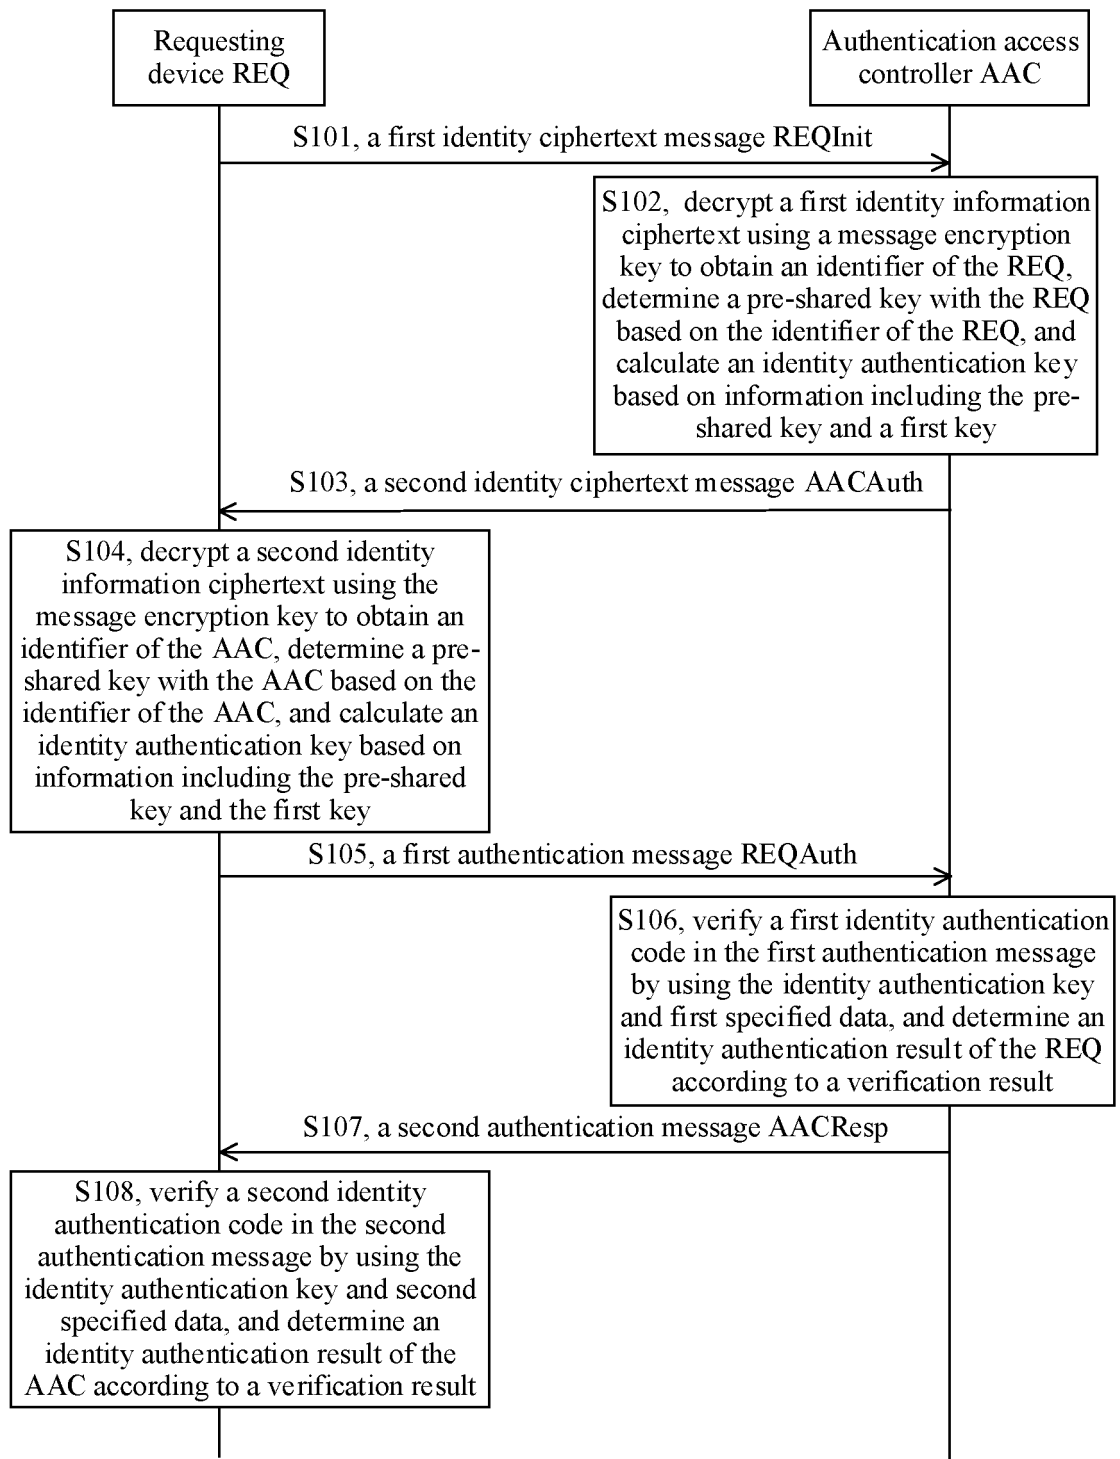 Requesting
device REQ
Authentication access
controller AAC
S101, a first identity ciphertext message REQInit
S102, decrypt a first identity information
ciphertext using a message encryption
key to obtain an identifier of the REQ,
determine a pre-shared key with the REQ
based on the identifier of the REQ, and
calculate an identity authentication key
based on information including the pre-
shared key and a first key
S103, a second identity ciphertext message AACAuth
S104, decrypt a second identity
information ciphertext using the
message encryption key to obtain an
identifier of the AAC, determine a pre-
shared key with the AAC based on the
identifier of the AAC, and calculate an
identity authentication key based on
information including the pre-shared
key and the first key
S105, a first authentication message REQAuth
S106, verify a first identity authentication
code in the first authentication message
by using the identity authentication key
and first specified data, and determine an
identity authentication result of the REQ
according to a verification result
S107, a second authentication message AACResp
S108, verify a second identity
authentication code in the second
authentication message by using the
identity authentication key and second
specified data, and determine an
identity authentication result of the
AAC according to a verification result